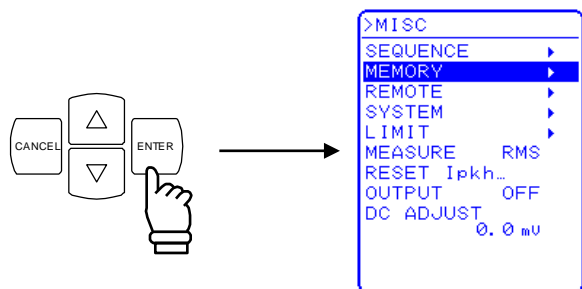 CANCEL
ENTER
>MISC
SEQUENCE
MEMORY
REMOTE
SYSTEM
LIMIT
MEASURE RMS
RESET Ipkh…
OUTPUT OFF
DC ADJUST
0.0 mV